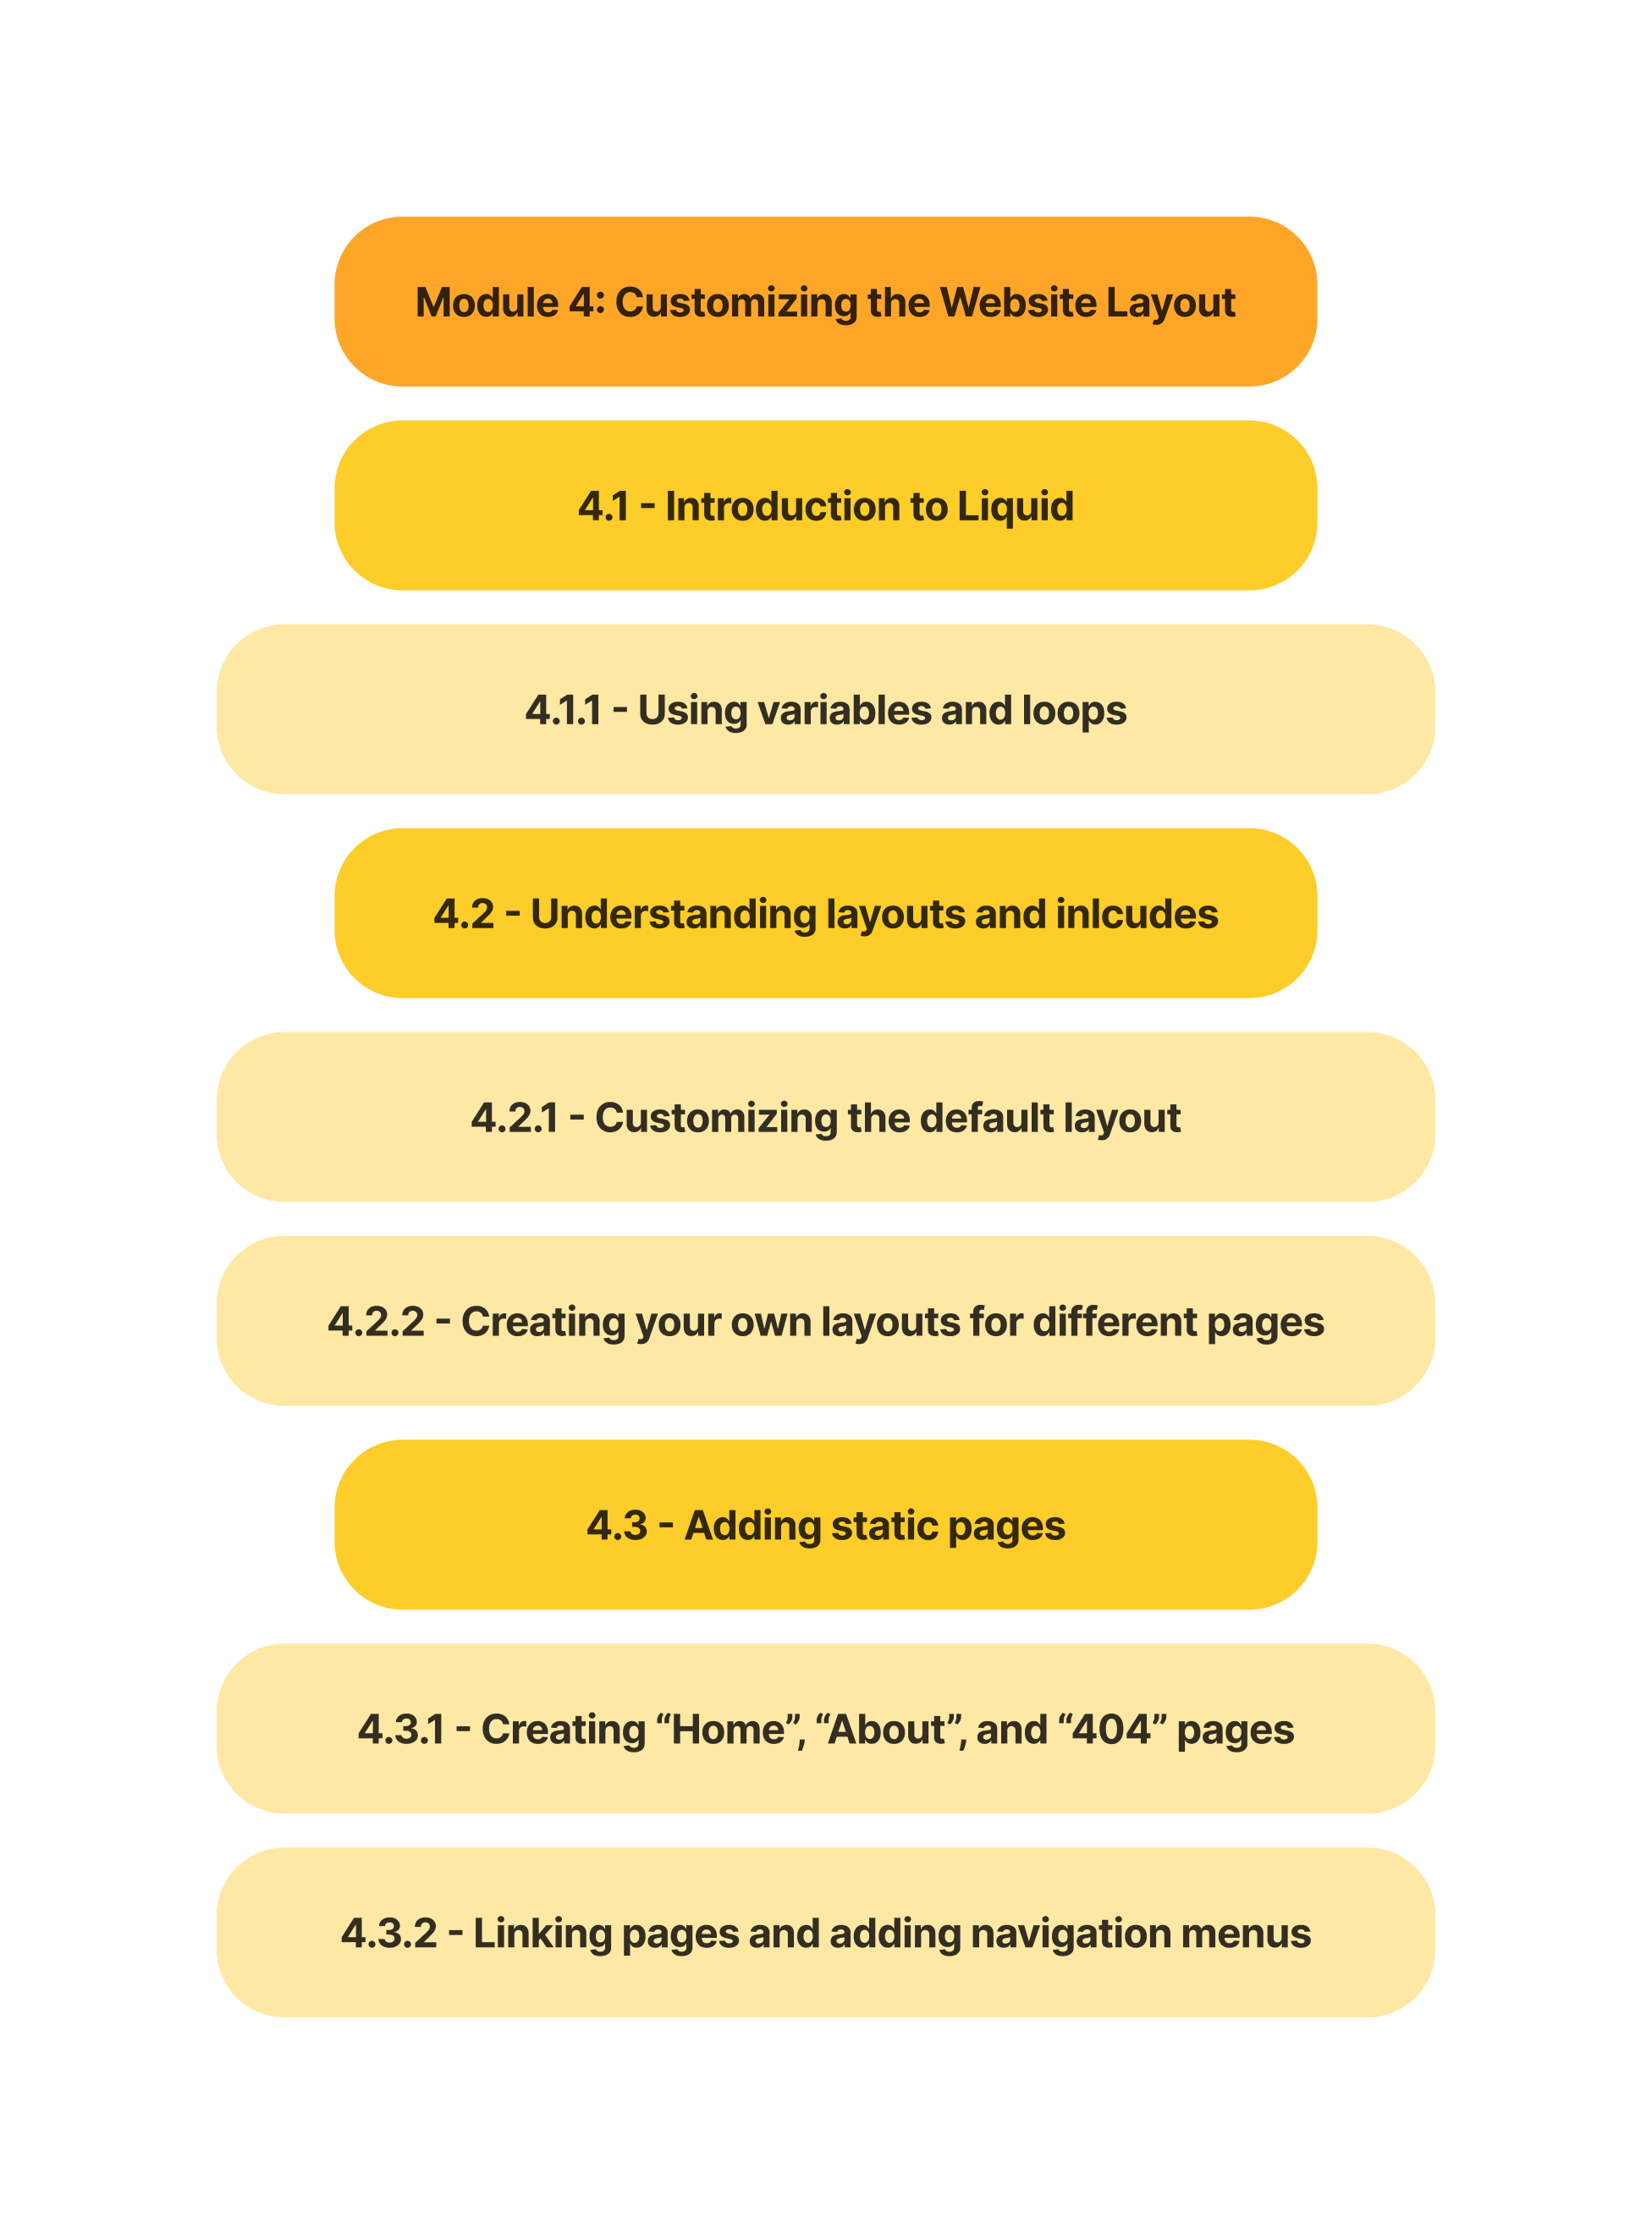 Module 4: Customizing the Website Layout
4.1 - Introduction to Liquid
4.1.1 - Using variables and loops
4.2 - Understanding layouts and includes
4.2.1 - Customizing the default layout
4.2.2 - Creating your own layouts for different pages
4.3 - Adding static pages
4.3.1 - Creating “Home”, “About”, and “404” pages
4.3.2 - Linking pages and adding navigation menus